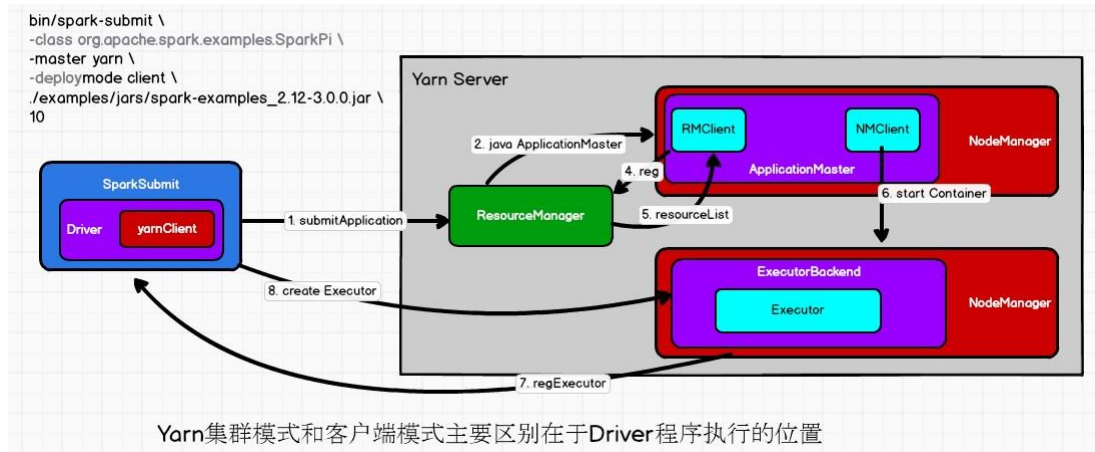 bin/spark-submit \
-class org.apache.spark.examples.SparkPi \
-master yarn \
-deploymode client \
./examples/jars/spark-examples_2.12-3.0.0.jar \
10
Yarn Server
RMClient
NMClient
NodeManager
ApplicationMaster
2. java ApplicationMaster
4. reg
SparkSubmit
Driver
yarnClient
1. submitApplication
ResourceManager
5. resourceList
6. start Container
8. create Executor
ExecutorBackend
Executor
NodeManager
7. regExecutor
Yarn集群模式和客户端模式主要区别在于Driver程序执行的位置